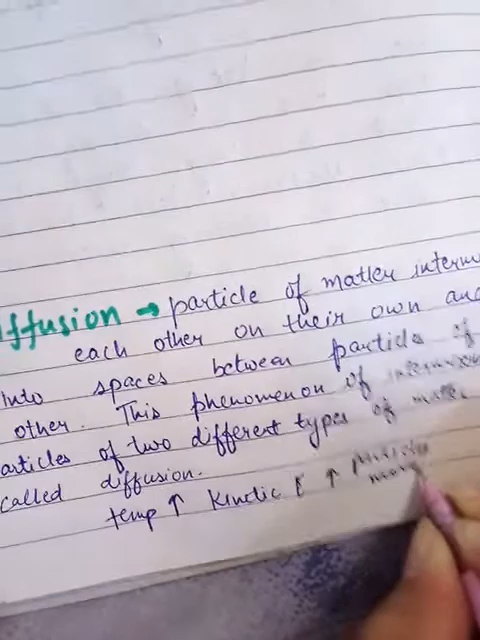 ffusion → particle of matter interm
each other on their own and
into spaces between particle of
other. This phenomenon of
articles of two different types of matter
called diffusion.
temp ↑ Kinetic E ↑